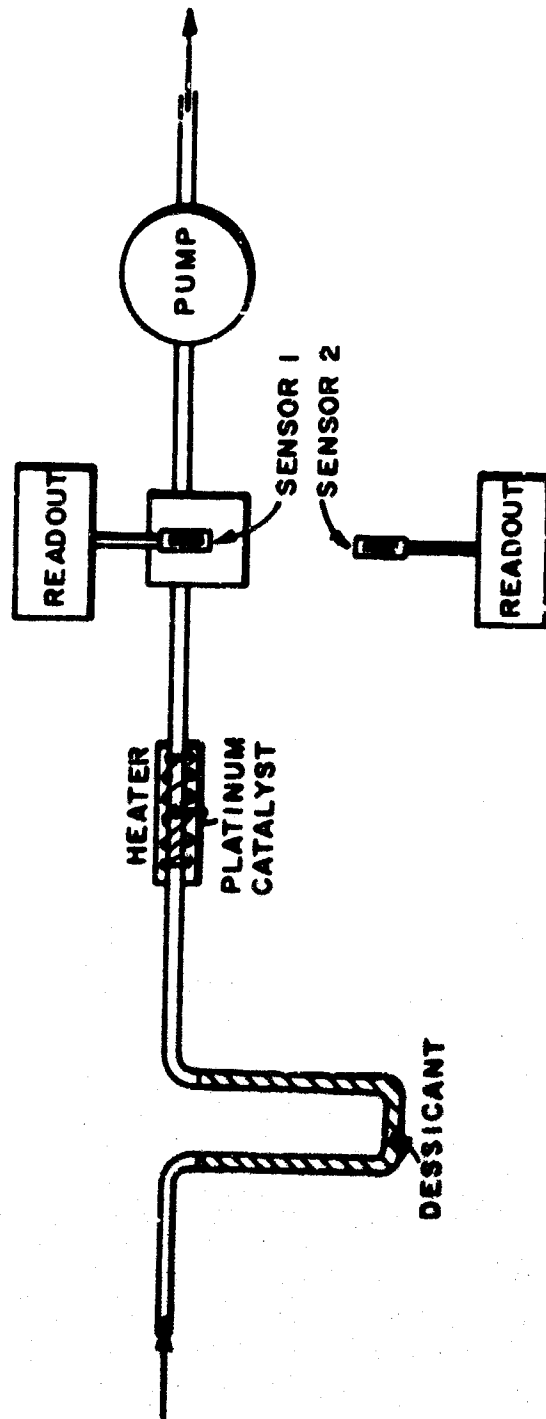 READOUT
PUMP
SENSOR 1
SENSOR 2
READOUT
HEATER
PLATINUM
CATALYST
DESSICANT